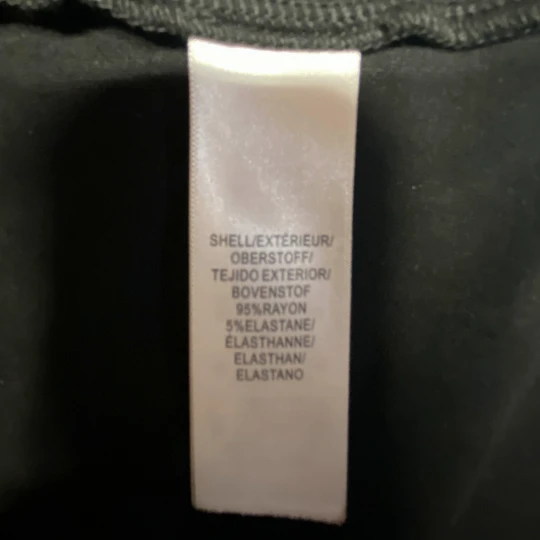 SHELL/EXTÉRIEUR/
OBERSTOFF/
TEJIDO EXTERIOR/
BOVENSTOF
95%RAYON
5%ELASTANE/
ÉLASTHANNE/
ELASTHAN/
ELASTANO